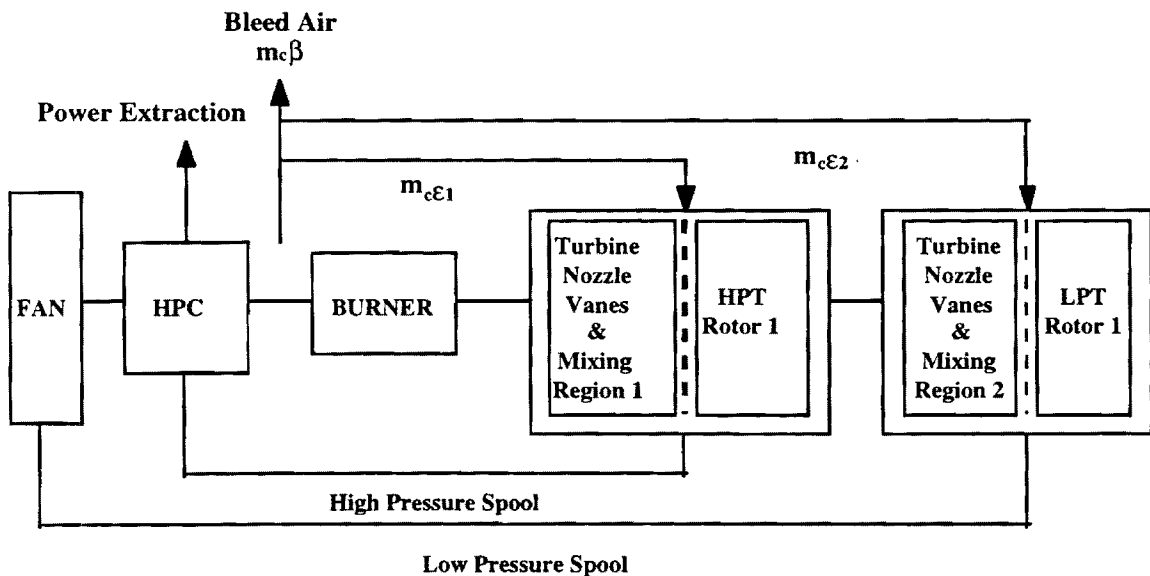 Bleed Air
mcβ
Power Extraction
mcε1
mcε2
FAN
HPC
BURNER
Turbine
Nozzle
Vanes
&
Mixing
Region 1
HPT
Rotor 1
Turbine
Nozzle
Vanes
&
Mixing
Region 2
LPT
Rotor 1
High Pressure Spool
Low Pressure Spool